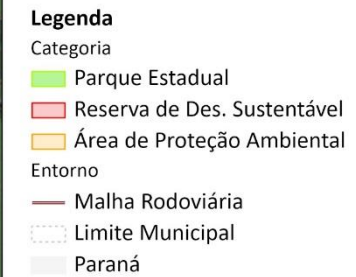 Legenda
Categoria
Parque Estadual
Reserva de Des. Sustentável
Área de Proteção Ambiental
Entorno
Malha Rodoviária
Limite Municipal
Paraná